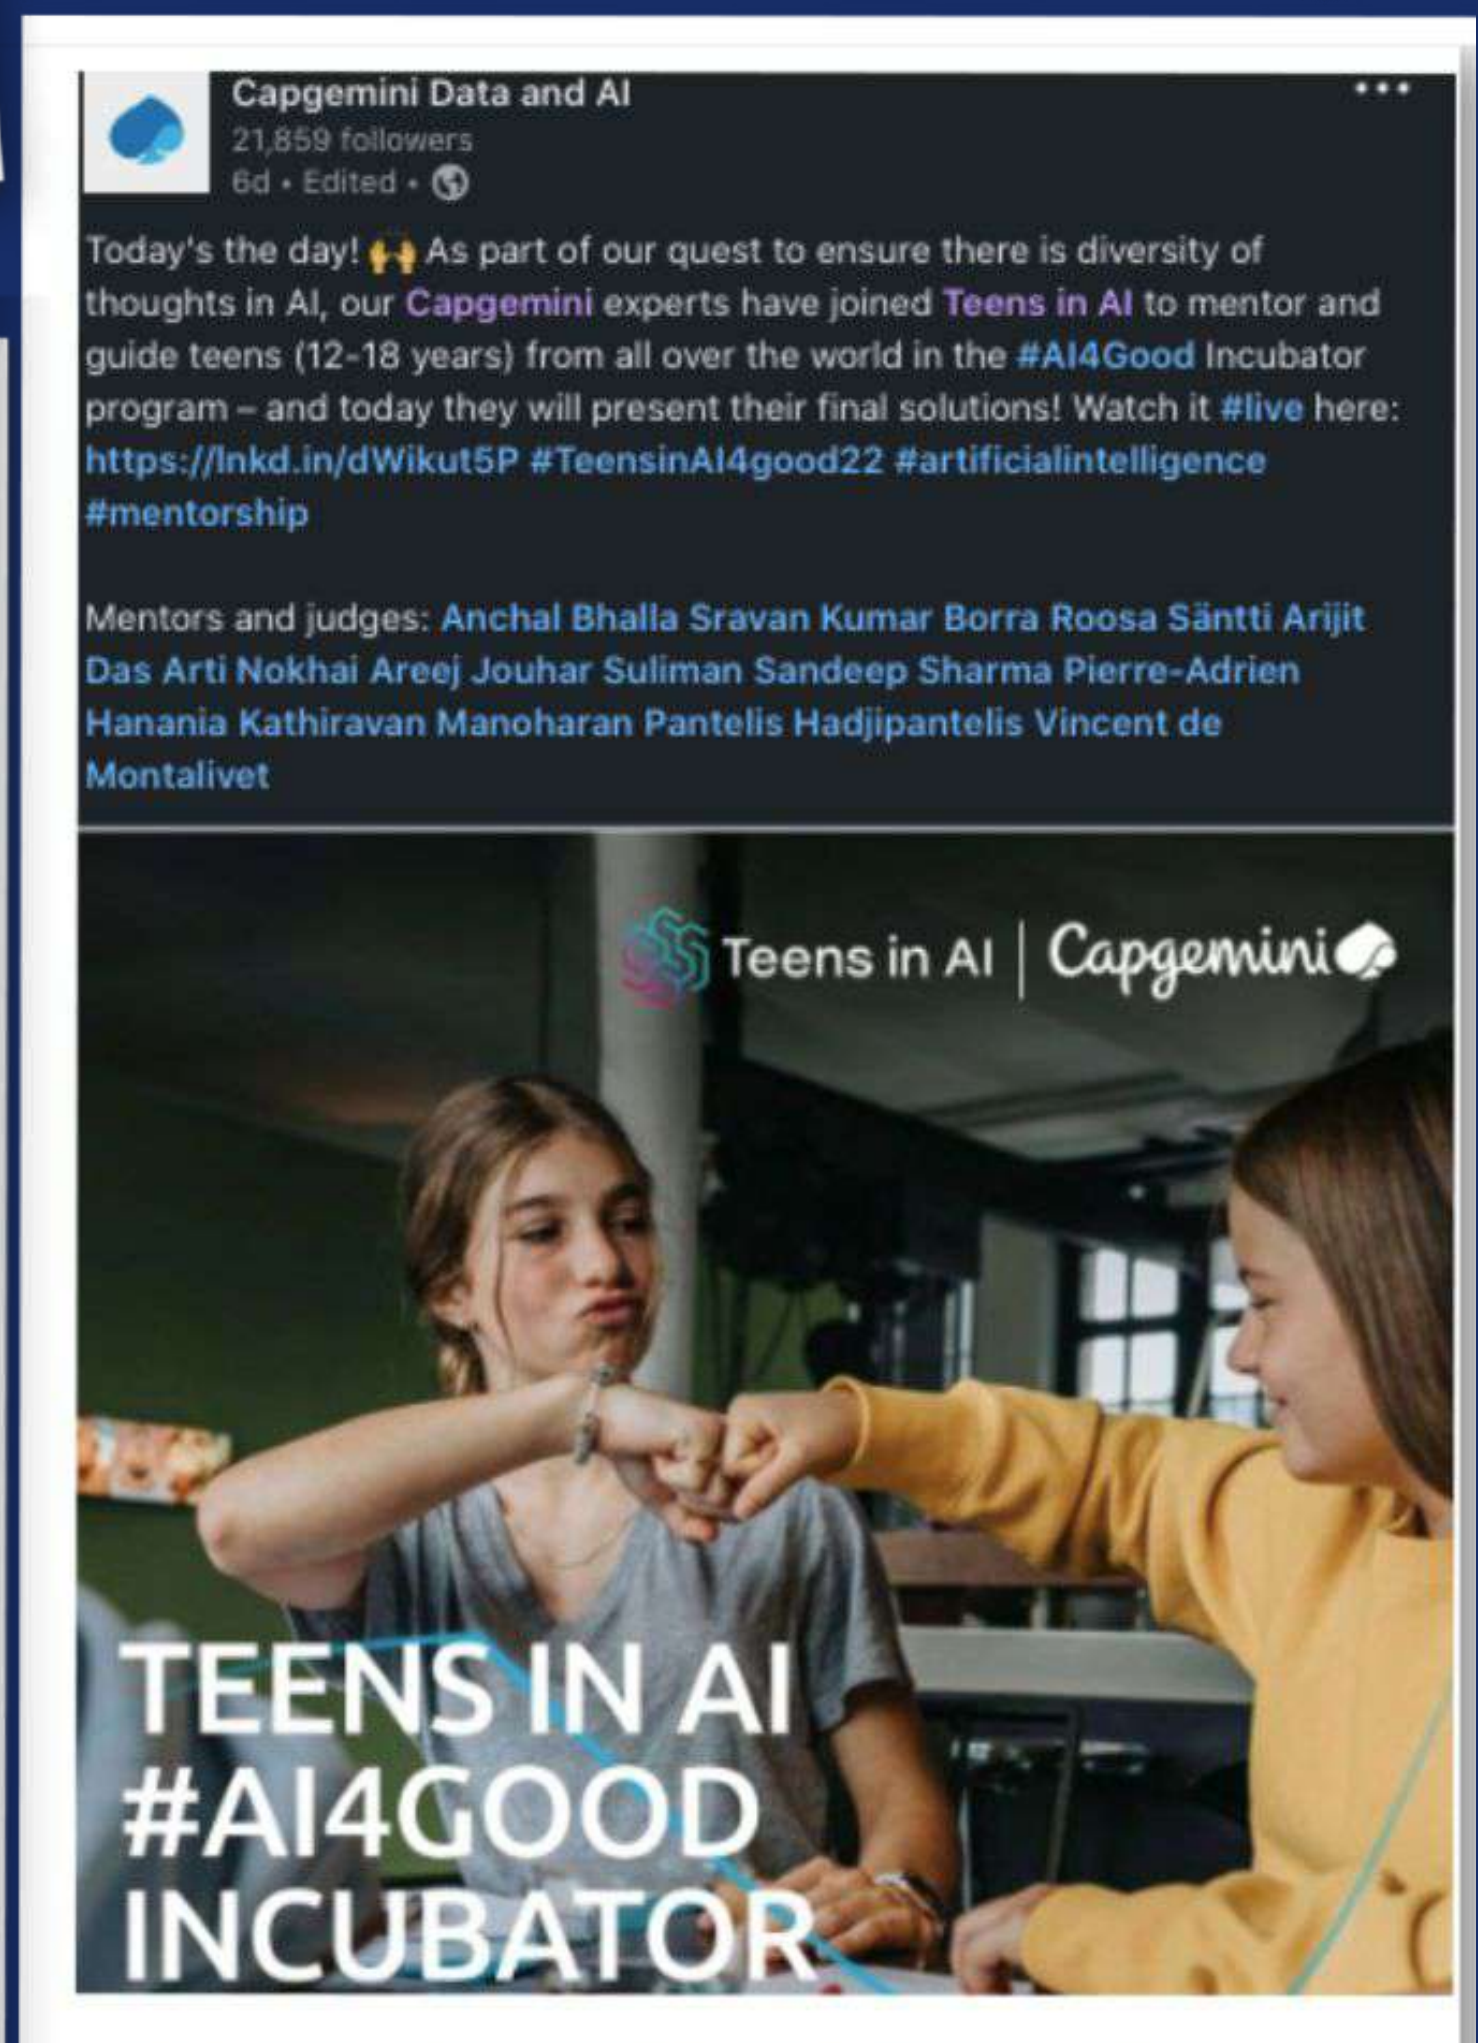 Capgemini Data and AI
21,859 followers
6d • Edited •
Today's the day! 🙌 As part of our quest to ensure there is diversity of
thoughts in AI, our Capgemini experts have joined Teens in AI to mentor and
guide teens (12-18 years) from all over the world in the #AI4Good Incubator
program – and today they will present their final solutions! Watch it #live here:
https://lnkd.in/dWikut5P #TeensinAI4good22 #artificialintelligence
#mentorship
Mentors and judges: Anchal Bhalla Sravan Kumar Borra Roosa Säntti Arijit
Das Arti Nokhai Areej Jouhar Suliman Sandeep Sharma Pierre-Adrien
Hanania Kathiravan Manoharan Pantelis Hadjipantelis Vincent de
Montalivet
Teens in AI | Capgemini
TEENS IN AI
#AI4GOOD
INCUBATOR